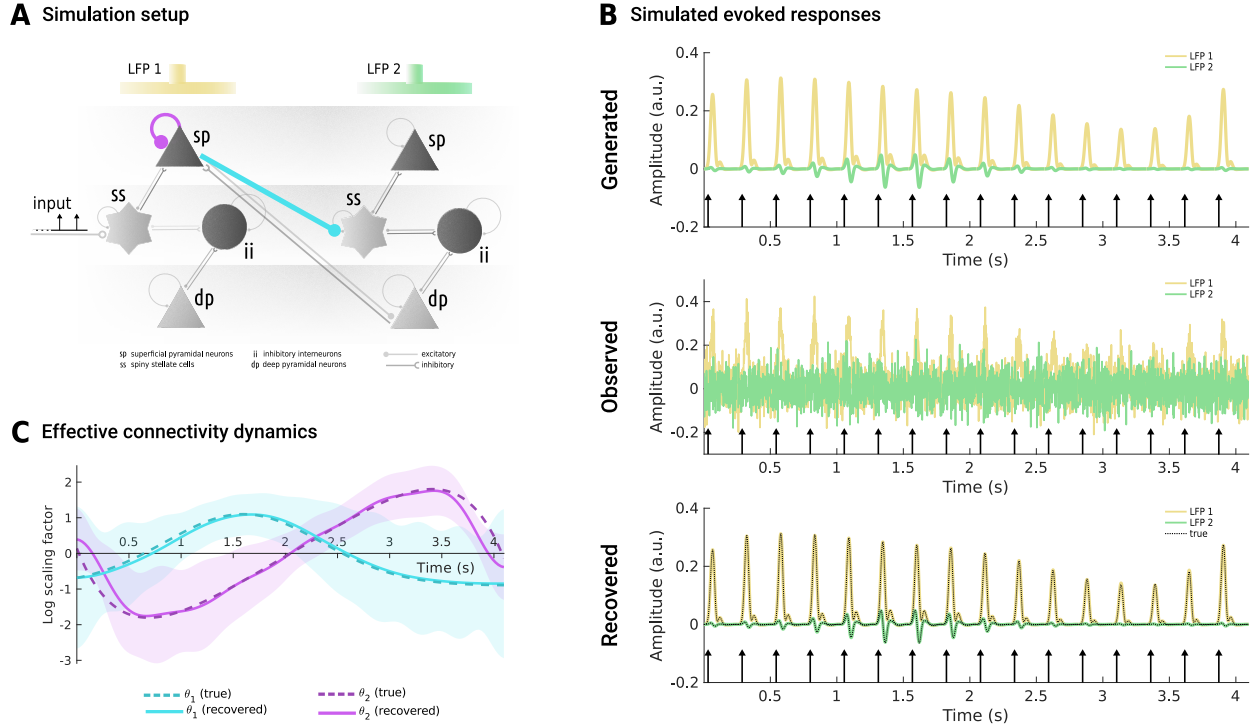 A Simulation setup
LFP 1
LFP 2
sp
sp
ss
ss
input
ii
ii
dp
dp
sp superficial pyramidal neurons
ss spiny stellate cells
ii inhibitory interneurons
dp deep pyramidal neurons
excitatory
inhibitory
B Simulated evoked responses
Generated
Amplitude (a.u.)
0.4
0.2
0
-0.2
0.5 1 1.5 2 2.5 3 3.5 4
Time (s)
LFP 1
LFP 2
Observed
Amplitude (a.u.)
0.4
0.2
0
-0.2
0.5 1 1.5 2 2.5 3 3.5 4
Time (s)
LFP 1
LFP 2
Recovered
Amplitude (a.u.)
0.4
0.2
0
-0.2
0.5 1 1.5 2 2.5 3 3.5 4
Time (s)
LFP 1
LFP 2
true
C Effective connectivity dynamics
Log scaling factor
2
1
0
-1
-2
-3
0.5 1 1.5 2 2.5 3 3.5 4
Time (s)
θ1 (true)
θ1 (recovered)
θ2 (true)
θ2 (recovered)